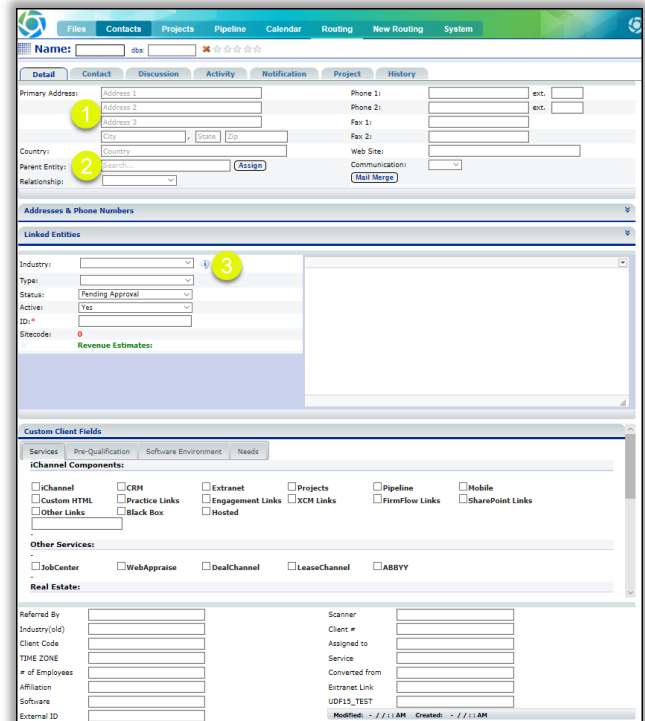 Files Contacts Projects Pipeline Calendar Routing New Routing System
Name: dba:
Detail Contact Discussion Activity Notification Project History
Primary Address: Address 1 Phone 1: ext.
1 Address 2 Phone 2: ext.
Address 3 Fax 1:
City , State Zip Fax 2:
Country: Country Web Site:
Parent Entity: 2 Search... Assign Communication:
Relationship: Mail Merge
Addresses & Phone Numbers
Linked Entities
Industry: 3
Type:
Status: Pending Approval
Active: Yes
ID:*
Sitecode: 0
Revenue Estimates:
Custom Client Fields
Services Pre-Qualification Software Environment Needs
iChannel Components:
iChannel CRM Extranet Projects Pipeline Mobile
Custom HTML Practice Links Engagement Links XCM Links FirmFlow Links SharePoint Links
Other Links Black Box Hosted
-
Other Services:
-
JobCenter WebAppraise DealChannel LeaseChannel ABBYY
-
Real Estate:
Referred By Scanner
Industry(old) Client #
Client Code Assigned to
TIME ZONE Service
# of Employees Converted from
Affiliation Extranet Link
Software UDF15_TEST
External ID Modified: - / / : : AM Created: - / / : : AM